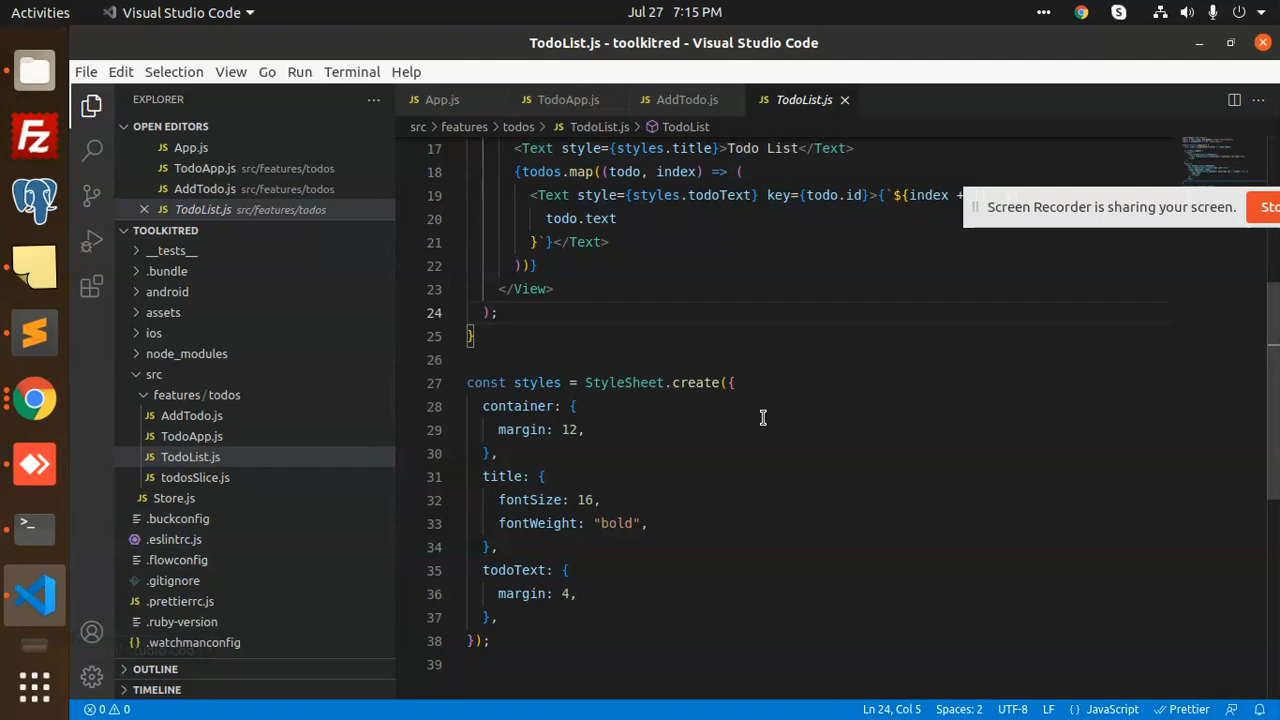 Activities
Visual Studio Code
Jul 27 7:15 PM
TodoList.js - toolkitred - Visual Studio Code
File Edit Selection View Go Run Terminal Help
EXPLORER
OPEN EDITORS
App.js
TodoApp.js src/features/todos
AddTodo.js src/features/todos
TodoList.js src/features/todos
TOOLKITRED
__tests__
.bundle
android
assets
ios
node_modules
src
features/todos
AddTodo.js
TodoApp.js
TodoList.js
todosSlice.js
Store.js
.buckconfig
.eslintrc.js
.flowconfig
.gitignore
.prettierrc.js
.ruby-version
.watchmanconfig
OUTLINE
TIMELINE
App.js TodoApp.js AddTodo.js TodoList.js
src > features > todos > TodoList.js > TodoList
17 <Text style={styles.title}>Todo List</Text>
18 {todos.map((todo, index) => (
19 <Text style={styles.todoText} key={todo.id}>{`${index +
20 todo.text
21 }`}</Text>
22 ))}
23 </View>
24 );
25 }
26
27 const styles = StyleSheet.create({
28 container: {
29 margin: 12,
30 },
31 title: {
32 fontSize: 16,
33 fontWeight: "bold",
34 },
35 todoText: {
36 margin: 4,
37 },
38 });
39
Screen Recorder is sharing your screen.
0 0
Ln 24, Col 5 Spaces: 2 UTF-8 LF {} JavaScript Prettier